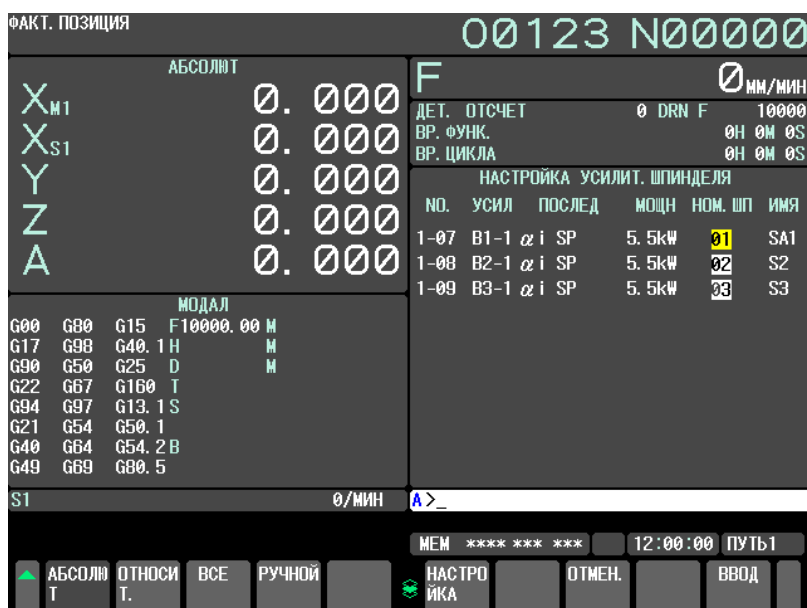 ФАКТ. ПОЗИЦИЯ
O0123 N00000
АБСОЛЮТ
XM1 0.000
XS1 0.000
Y 0.000
Z 0.000
A 0.000
F 0 ММ/МИН
ДЕТ. ОТСЧЕТ 0 DRN F 10000
ВР. ФУНК. 0H 0M 0S
ВР. ЦИКЛА 0H 0M 0S
НАСТРОЙКА УСИЛИТ. ШПИНДЕЛЯ
NO. УСИЛ ПОСЛЕД МОЩН НОМ. ШП ИМЯ
1-07 B1-1 αi SP 5.5kW 01 SA1
1-08 B2-1 αi SP 5.5kW 02 S2
1-09 B3-1 αi SP 5.5kW 03 S3
МОДАЛ
G00 G80 G15 F10000.00 M
G17 G98 G40.1 H M
G90 G50 G25 D M
G22 G67 G160 T
G94 G97 G13.1 S
G21 G54 G50.1
G40 G64 G54.2 B
G49 G69 G80.5
S1 0/МИН
A>_
MEM **** *** *** 12:00:00 ПУТЬ1
АБСОЛЮ
Т
ОТНОСИ
Т.
ВСЕ
РУЧНОЙ
НАСТРО
ЙКА
ОТМЕН.
ВВОД